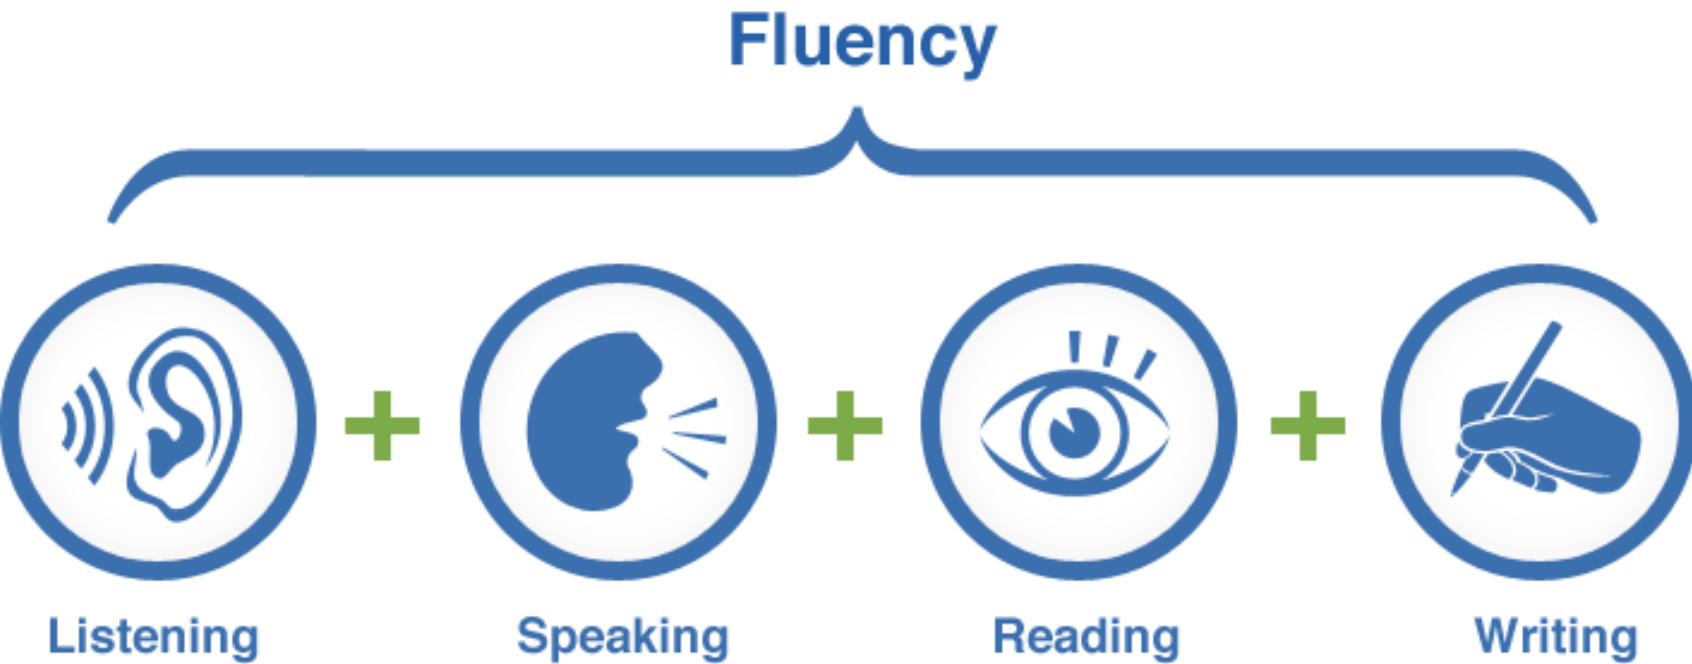 Fluency
Listening + Speaking + Reading + Writing